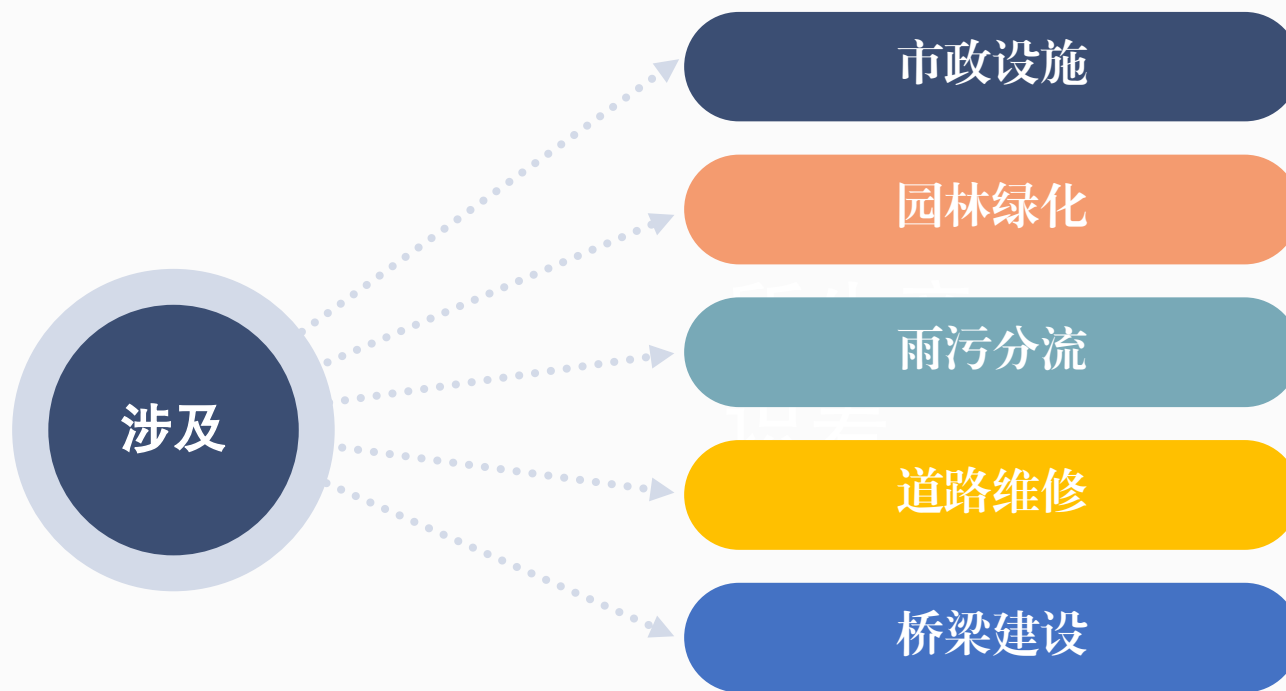 市政设施
园林绿化
雨污分流
涉及
道路维修
桥梁建设